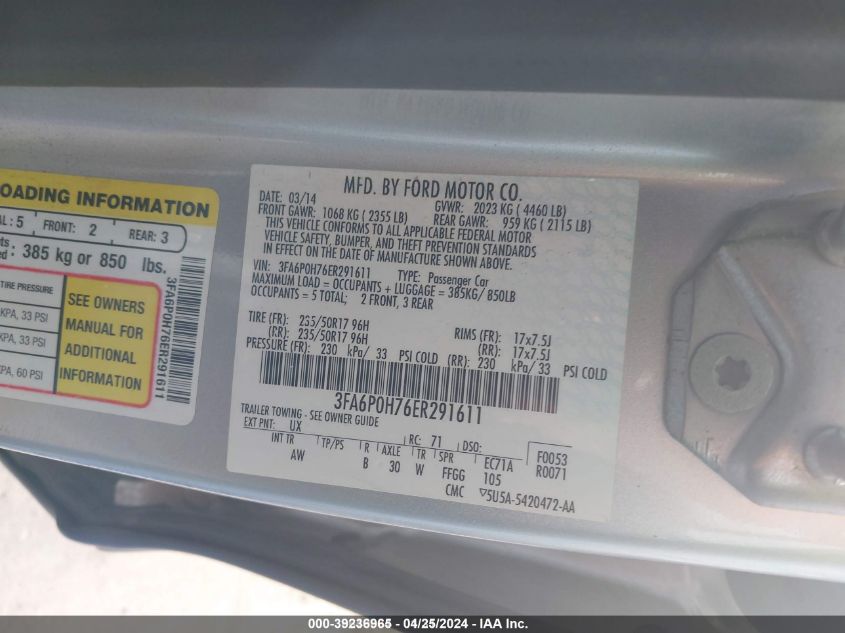 OADING INFORMATION
AL : 5 FRONT: 2 REAR: 3
385 kg or 850 lbs.
TIRE PRESSURE
KPA, 33 PSI
KPA, 33 PSI
KPA, 60 PSI
SEE OWNERS
MANUAL FOR
ADDITIONAL
INFORMATION
3FA6P0H76ER291611
MFD. BY FORD MOTOR CO.
DATE: 03/14 GVWR: 2023 KG ( 4460 LB)
FRONT GAWR: 1068 KG ( 2355 LB) REAR GAWR: 959 KG ( 2115 LB)
THIS VEHICLE CONFORMS TO ALL APPLICABLE FEDERAL MOTOR
VEHICLE SAFETY, BUMPER, AND THEFT PREVENTION STANDARDS
IN EFFECT ON THE DATE OF MANUFACTURE SHOWN ABOVE.
VIN: 3FA6P0H76ER291611 TYPE: Passenger Car
MAXIMUM LOAD = OCCUPANTS + LUGGAGE = 385KG/ 850LB
OCCUPANTS = 5 TOTAL; 2 FRONT, 3 REAR
TIRE (FR): 235/50R17 96H RIMS (FR): 17x7.5J
(RR): 235/50R17 96H (RR): 17x7.5J
PRESSURE (FR): 230 kPa/ 33 PSI COLD (RR): 230 kPa/ 33 PSI COLD
3FA6P0H76ER291611
TRAILER TOWING - SEE OWNER GUIDE
EXT PNT: UX RC: 71 DSO: F0053
INT TR TP/PS R AXLE TR SPR EC71A R0071
AW B 30 W FFGG 105
CMC 5U5A-5420472-AA
000-39236965 - 04/25/2024 - IAA Inc.